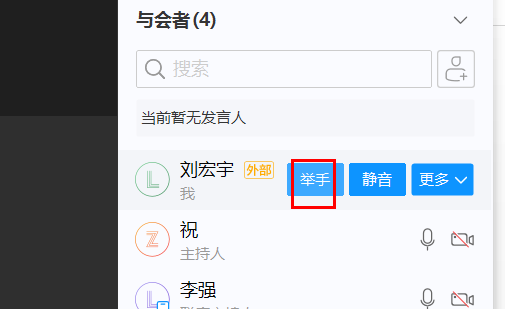 与会者(4)
搜索
当前暂无发言人
刘宏宇 外部 举手 静音 更多
我
祝
主持人
李强